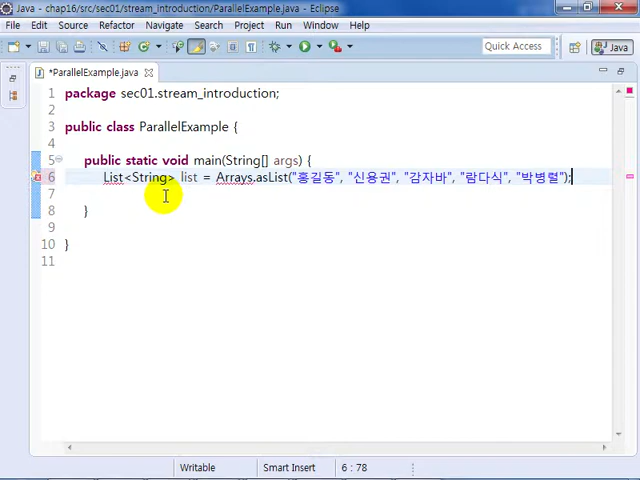 Java - chap16/src/sec01/stream_introduction/ParallelExample.java - Eclipse
File Edit Source Refactor Navigate Search Project Run Window Help
Quick Access
Java
*ParallelExample.java
1 package sec01.stream_introduction;
2
3 public class ParallelExample {
4
5 public static void main(String[] args) {
6 List<String> list = Arrays.asList("홍길동", "신용권", "감자바", "람다식", "박병렬");
7
8 }
9
10 }
11
Writable Smart Insert 6 : 78